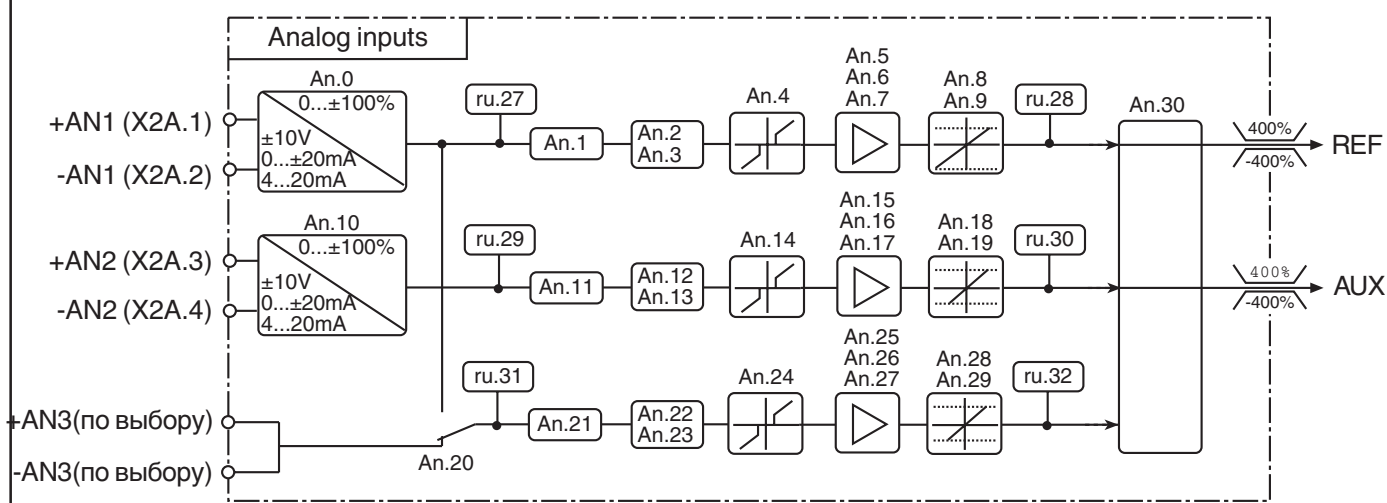 Analog inputs
An.0
0...±100%
±10V
0...±20mA
4...20mA
+AN1 (X2A.1)
-AN1 (X2A.2)
ru.27
An.1
An.2
An.3
An.4
An.5
An.6
An.7
An.8
An.9
ru.28
An.30
400%
-400%
REF
An.10
0...±100%
±10V
0...±20mA
4...20mA
+AN2 (X2A.3)
-AN2 (X2A.4)
ru.29
An.11
An.12
An.13
An.14
An.15
An.16
An.17
An.18
An.19
ru.30
400%
-400%
AUX
+AN3(по выбору)
-AN3(по выбору)
An.20
ru.31
An.21
An.22
An.23
An.24
An.25
An.26
An.27
An.28
An.29
ru.32